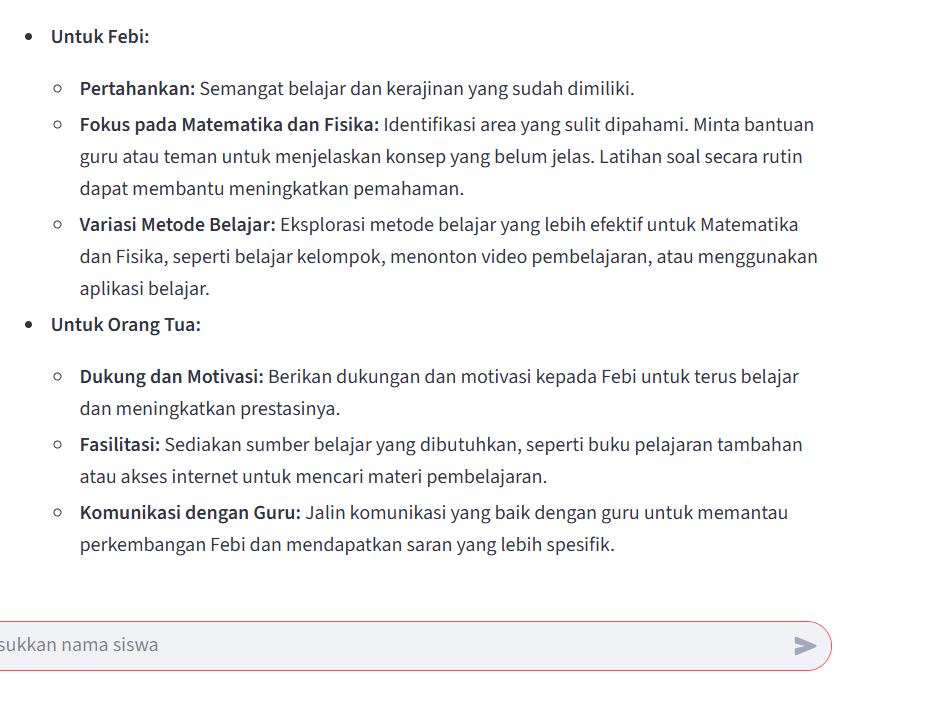 Untuk Febi:
Pertahankan: Semangat belajar dan kerajinan yang sudah dimiliki.
Fokus pada Matematika dan Fisika: Identifikasi area yang sulit dipahami. Minta bantuan
guru atau teman untuk menjelaskan konsep yang belum jelas. Latihan soal secara rutin
dapat membantu meningkatkan pemahaman.
Variasi Metode Belajar: Eksplorasi metode belajar yang lebih efektif untuk Matematika
dan Fisika, seperti belajar kelompok, menonton video pembelajaran, atau menggunakan
aplikasi belajar.
Untuk Orang Tua:
Dukung dan Motivasi: Berikan dukungan dan motivasi kepada Febi untuk terus belajar
dan meningkatkan prestasinya.
Fasilitasi: Sediakan sumber belajar yang dibutuhkan, seperti buku pelajaran tambahan
atau akses internet untuk mencari materi pembelajaran.
Komunikasi dengan Guru: Jalin komunikasi yang baik dengan guru untuk memantau
perkembangan Febi dan mendapatkan saran yang lebih spesifik.
sukkan nama siswa